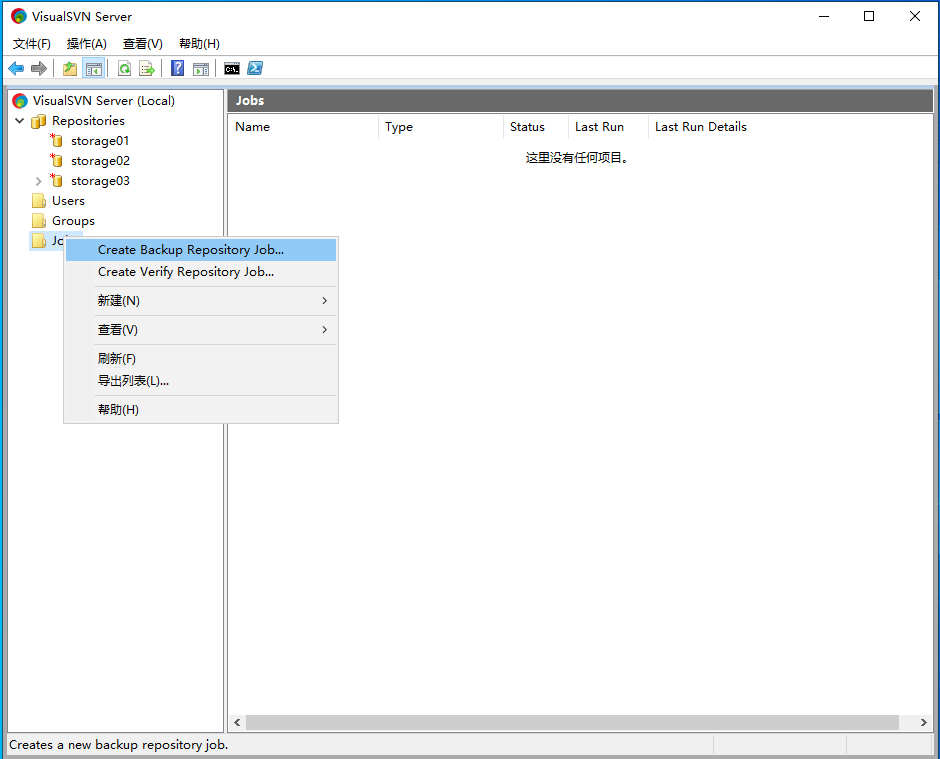 VisualSVN Server
文件(F) 操作(A) 查看(V) 帮助(H)
VisualSVN Server (Local)
Repositories
storage01
storage02
storage03
Users
Groups
Create Backup Repository Job...
Create Verify Repository Job...
新建(N)
查看(V)
刷新(F)
导出列表(L)...
帮助(H)
Jobs
Name Type Status Last Run Last Run Details
这里没有任何项目。
Creates a new backup repository job.